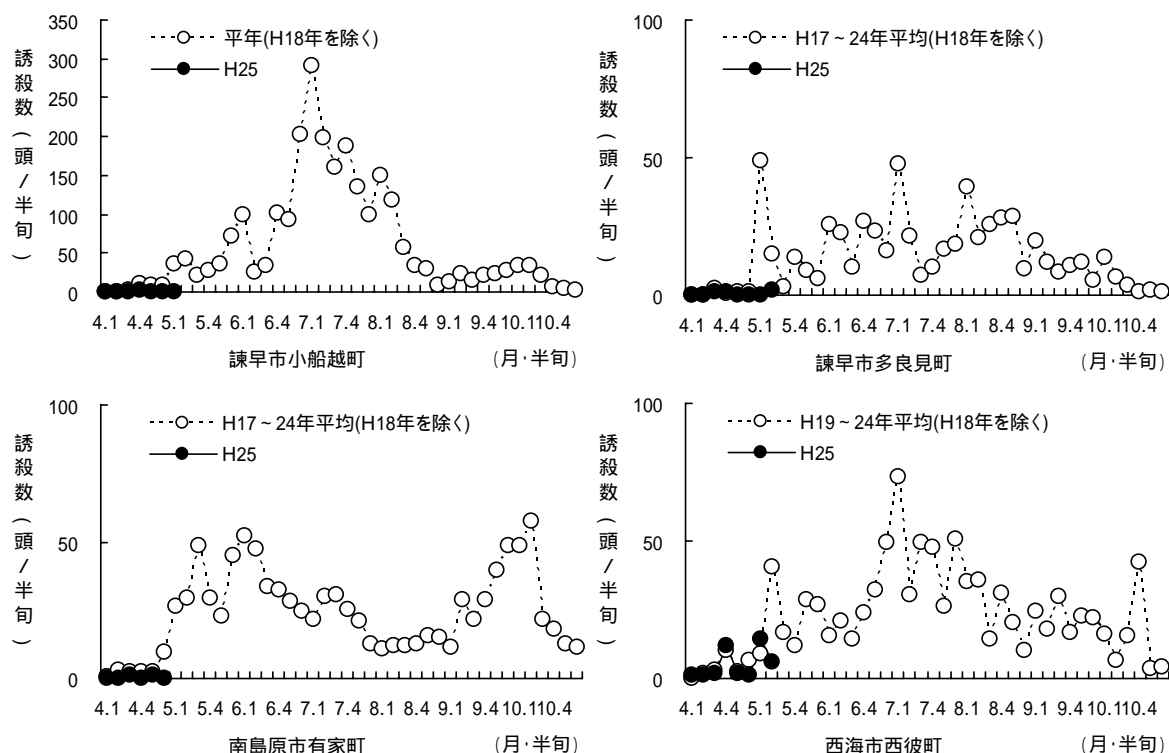 350
300
250
200
150
100
50
0
誘殺数(頭/半旬)
平年(H18年を除く)
H25
4.1 4.4 5.1 5.4 6.1 6.4 7.1 7.4 8.1 8.4 9.1 9.4 10.1 10.4
諫早市小船越町 (月・半旬)
100
50
0
誘殺数(頭/半旬)
H17~24年平均(H18年を除く)
H25
4.1 4.4 5.1 5.4 6.1 6.4 7.1 7.4 8.1 8.4 9.1 9.4 10.1 10.4
諫早市多良見町 (月・半旬)
100
50
0
誘殺数(頭/半旬)
H17~24年平均(H18年を除く)
H25
4.1 4.4 5.1 5.4 6.1 6.4 7.1 7.4 8.1 8.4 9.1 9.4 10.1 10.4
南島原市有家町 (月・半旬)
100
50
0
誘殺数(頭/半旬)
H19~24年平均(H18年を除く)
H25
4.1 4.4 5.1 5.4 6.1 6.4 7.1 7.4 8.1 8.4 9.1 9.4 10.1 10.4
西海市西彼町 (月・半旬)